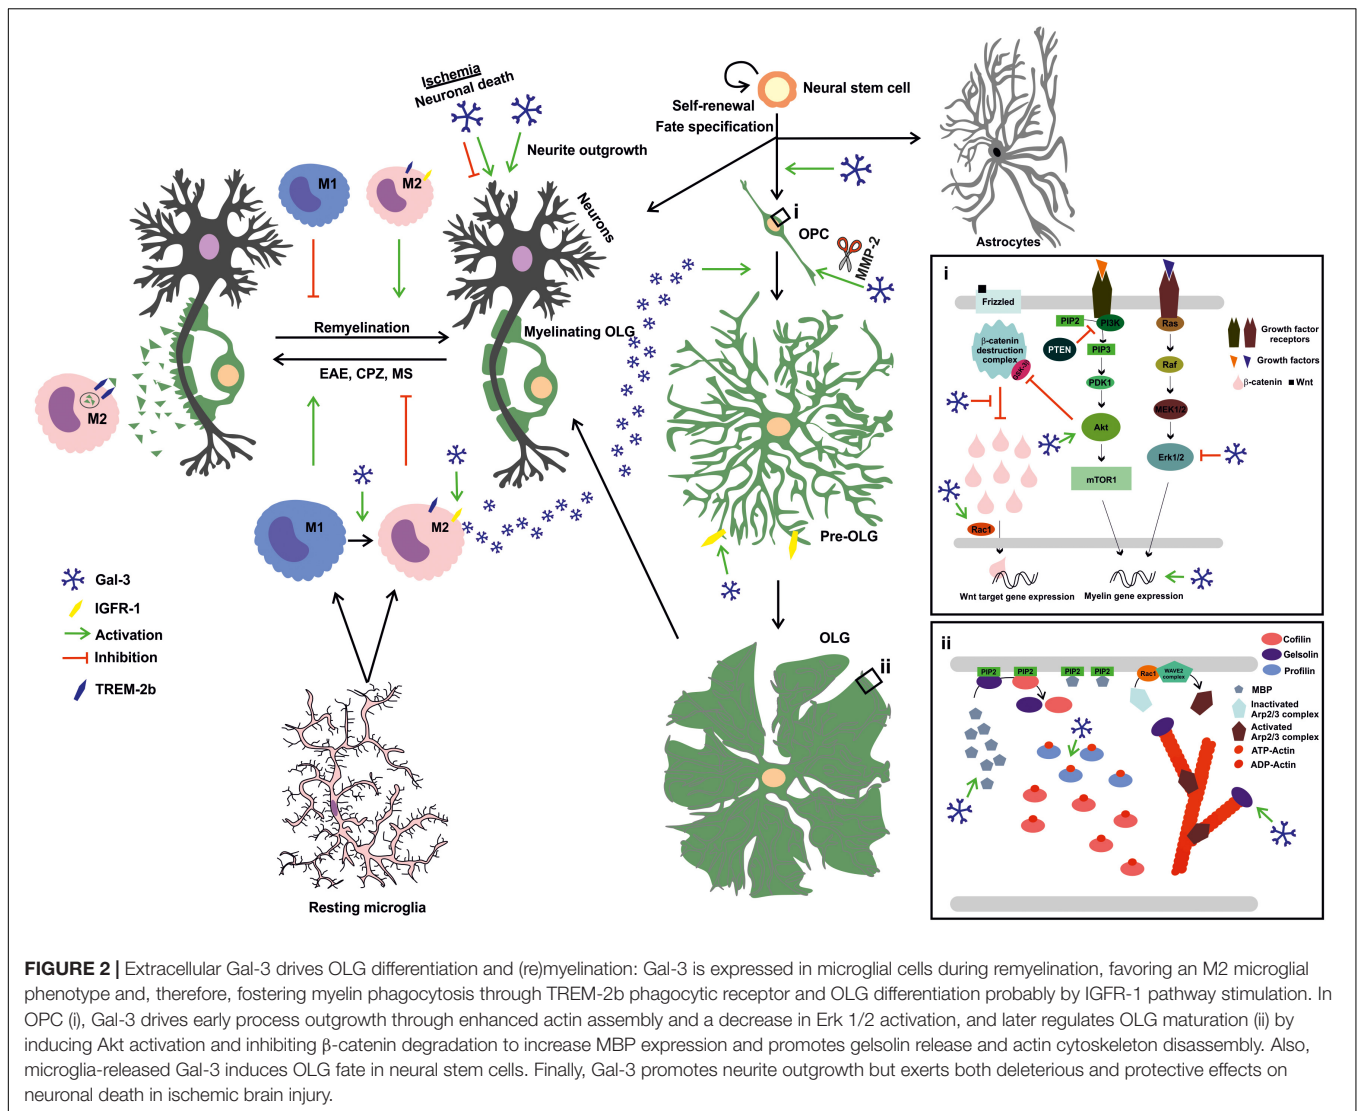 Ischemia
Neuronal death
Neurite outgrowth
Self-renewal
Fate specification
Neural stem cell
Astrocytes
M1
M2
Neurons
i
OPC
MMP-2
Remyelination
EAE, CPZ, MS
Myelinating OLG
M2
M1
M2
Pre-OLG
OLG
ii
Gal-3
IGFR-1
Activation
Inhibition
TREM-2b
Resting microglia
i
Frizzled
β-catenin
destruction
complex
GSK-3β
PIP2
PI3K
PTEN
PIP3
PDK1
Akt
mTOR1
Ras
Raf
MEK1/2
Erk1/2
Rac1
Wnt target gene expression
Myelin gene expression
Growth factor
receptors
Growth factors
β-catenin
Wnt
ii
PIP2
PIP2
PIP2
PIP2
Rac1
WAVE2
complex
Cofilin
Gelsolin
Profilin
MBP
Inactivated
Arp2/3 complex
Activated
Arp2/3 complex
ATP-Actin
ADP-Actin
FIGURE 2 | Extracellular Gal-3 drives OLG differentiation and (re)myelination: Gal-3 is expressed in microglial cells during remyelination, favoring an M2 microglial
phenotype and, therefore, fostering myelin phagocytosis through TREM-2b phagocytic receptor and OLG differentiation probably by IGFR-1 pathway stimulation. In
OPC (i), Gal-3 drives early process outgrowth through enhanced actin assembly and a decrease in Erk 1/2 activation, and later regulates OLG maturation (ii) by
inducing Akt activation and inhibiting β-catenin degradation to increase MBP expression and promotes gelsolin release and actin cytoskeleton disassembly. Also,
microglia-released Gal-3 induces OLG fate in neural stem cells. Finally, Gal-3 promotes neurite outgrowth but exerts both deleterious and protective effects on
neuronal death in ischemic brain injury.